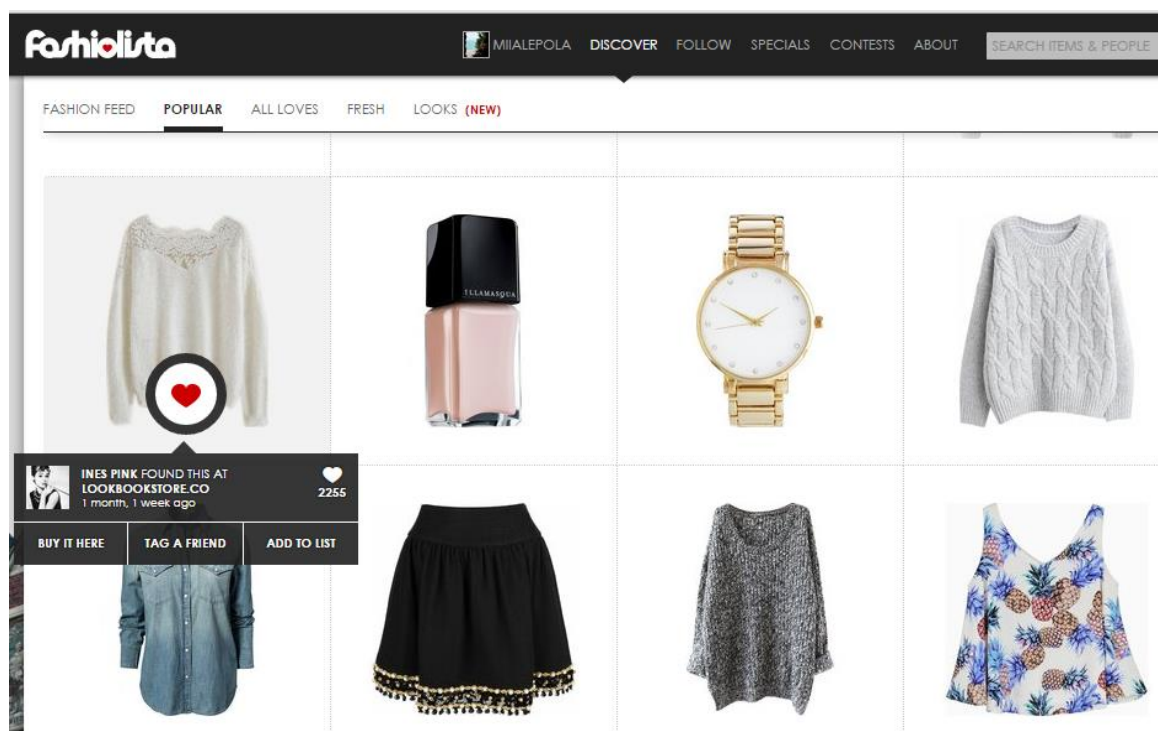 Fashiolista
MIIALEPOLA DISCOVER FOLLOW SPECIALS CONTESTS ABOUT SEARCH ITEMS & PEOPLE
FASHION FEED POPULAR ALL LOVES FRESH LOOKS (NEW)
ILLAMASQUA
INES PINK FOUND THIS AT
LOOKBOOKSTORE.CO
1 month, 1 week ago
2255
BUY IT HERE TAG A FRIEND ADD TO LIST